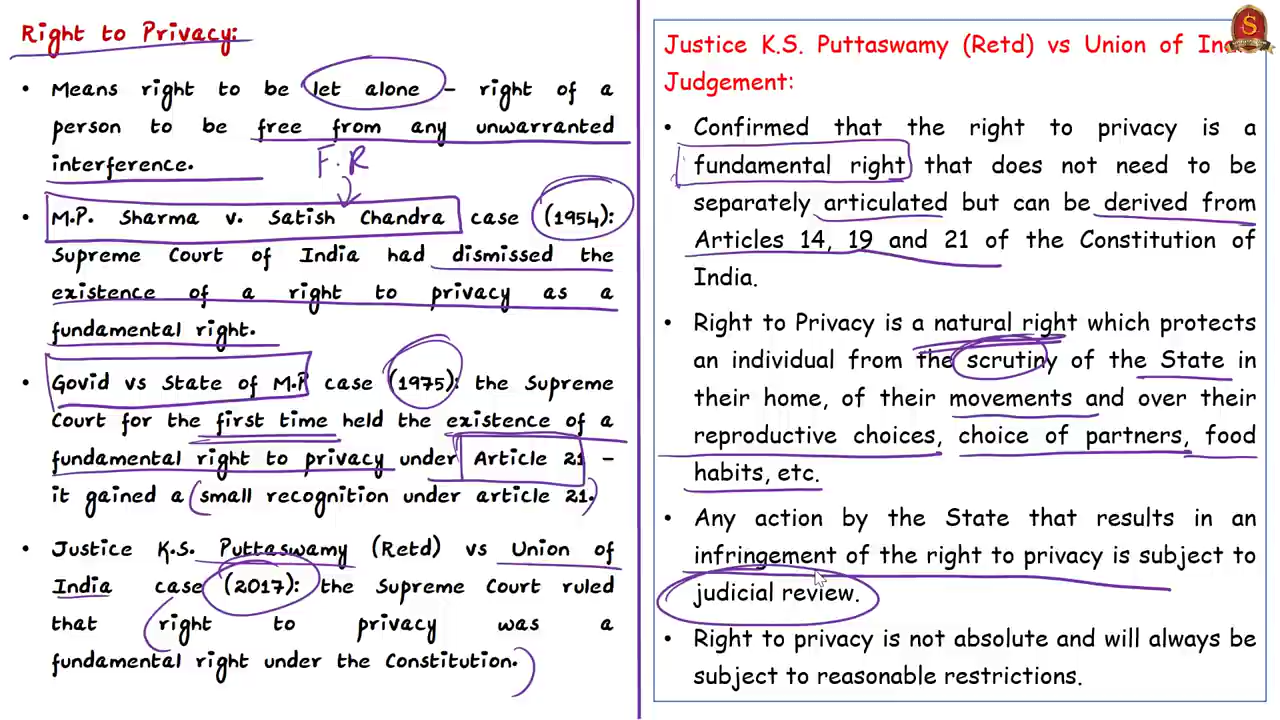 Right to Privacy:
• Means right to be let alone – right of a
person to be free from any unwarranted
interference.
F.R
• M.P. Sharma v. Satish Chandra case (1954):
Supreme Court of India had dismissed the
existence of a right to privacy as a
fundamental right.
• Govid vs State of M.P case (1975): the Supreme
Court for the first time held the existence of a
fundamental right to privacy under Article 21 –
it gained a (small recognition under article 21.)
• Justice K.S. Puttaswamy (Retd) vs Union of
India case (2017): the Supreme Court ruled
that right to privacy was a
fundamental right under the Constitution.
Justice K.S. Puttaswamy (Retd) vs Union of
Judgement:
• Confirmed that the right to privacy is a
fundamental right that does not need to be
separately articulated but can be derived from
Articles 14, 19 and 21 of the Constitution of
India.
• Right to Privacy is a natural right which protects
an individual from the scrutiny of the State in
their home, of their movements and over their
reproductive choices, choice of partners, food
habits, etc.
• Any action by the State that results in an
infringement of the right to privacy is subject to
judicial review.
• Right to privacy is not absolute and will always be
subject to reasonable restrictions.